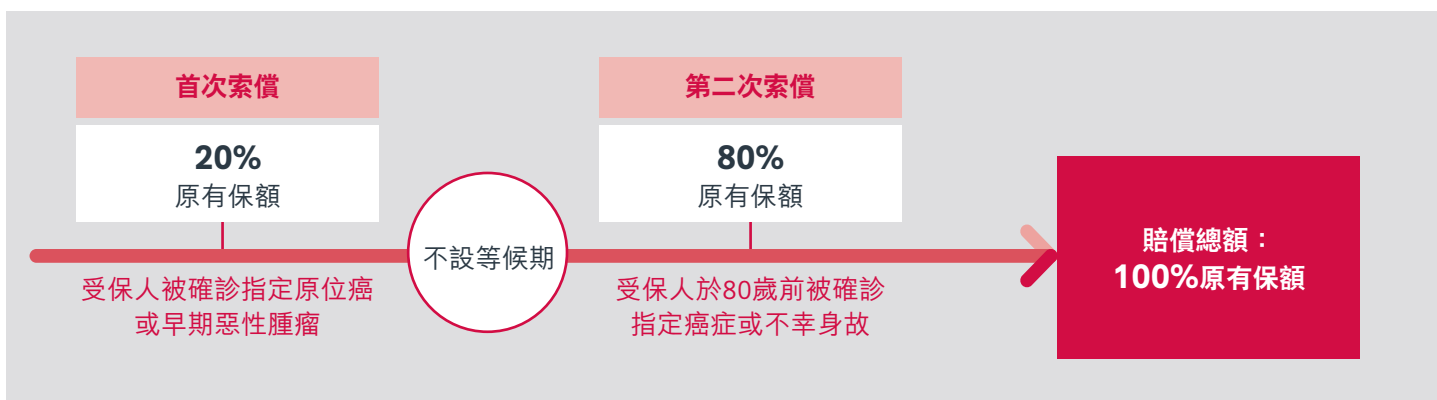 首次索償
20%
原有保額
受保人被確診指定原位癌
或早期惡性腫瘤
不設等候期
第二次索償
80%
原有保額
受保人於80歲前被確診
指定癌症或不幸身故
賠償總額：
100%原有保額